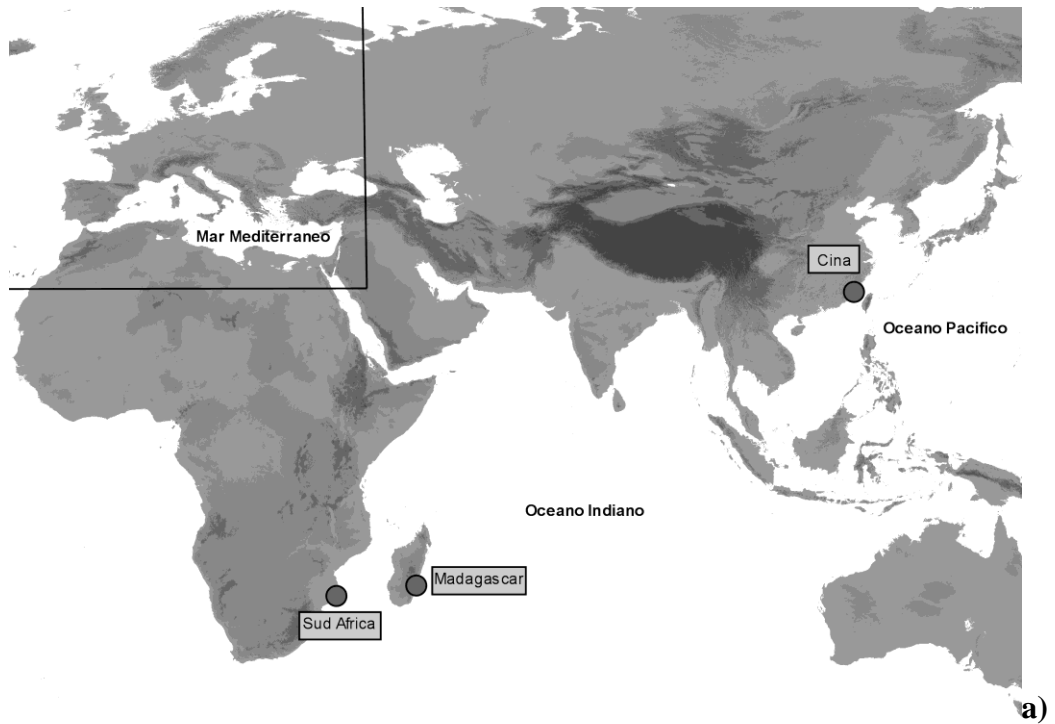 Mar Mediterraneo
Cina
Oceano Pacifico
Oceano Indiano
Madagascar
Sud Africa
a)